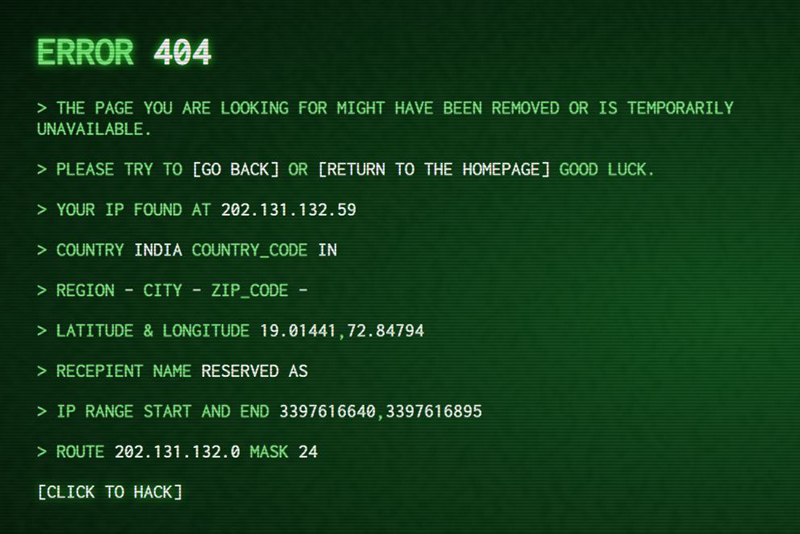 ERROR 404
> THE PAGE YOU ARE LOOKING FOR MIGHT HAVE BEEN REMOVED OR IS TEMPORARILY
UNAVAILABLE.
> PLEASE TRY TO [GO BACK] OR [RETURN TO THE HOMEPAGE] GOOD LUCK.
> YOUR IP FOUND AT 202.131.132.59
> COUNTRY INDIA COUNTRY_CODE IN
> REGION - CITY - ZIP_CODE -
> LATITUDE & LONGITUDE 19.01441,72.84794
> RECEPIENT NAME RESERVED AS
> IP RANGE START AND END 3397616640,3397616895
> ROUTE 202.131.132.0 MASK 24
[CLICK TO HACK]